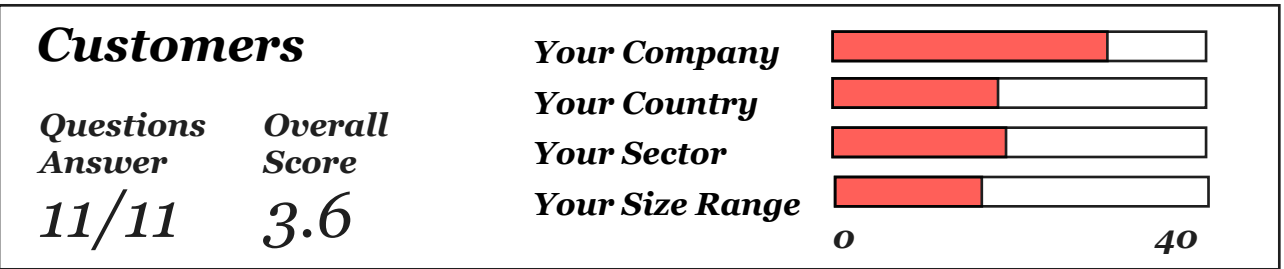 Customers
Questions Answer
11/11
Overall Score
3.6
Your Company
Your Country
Your Sector
Your Size Range
0 40